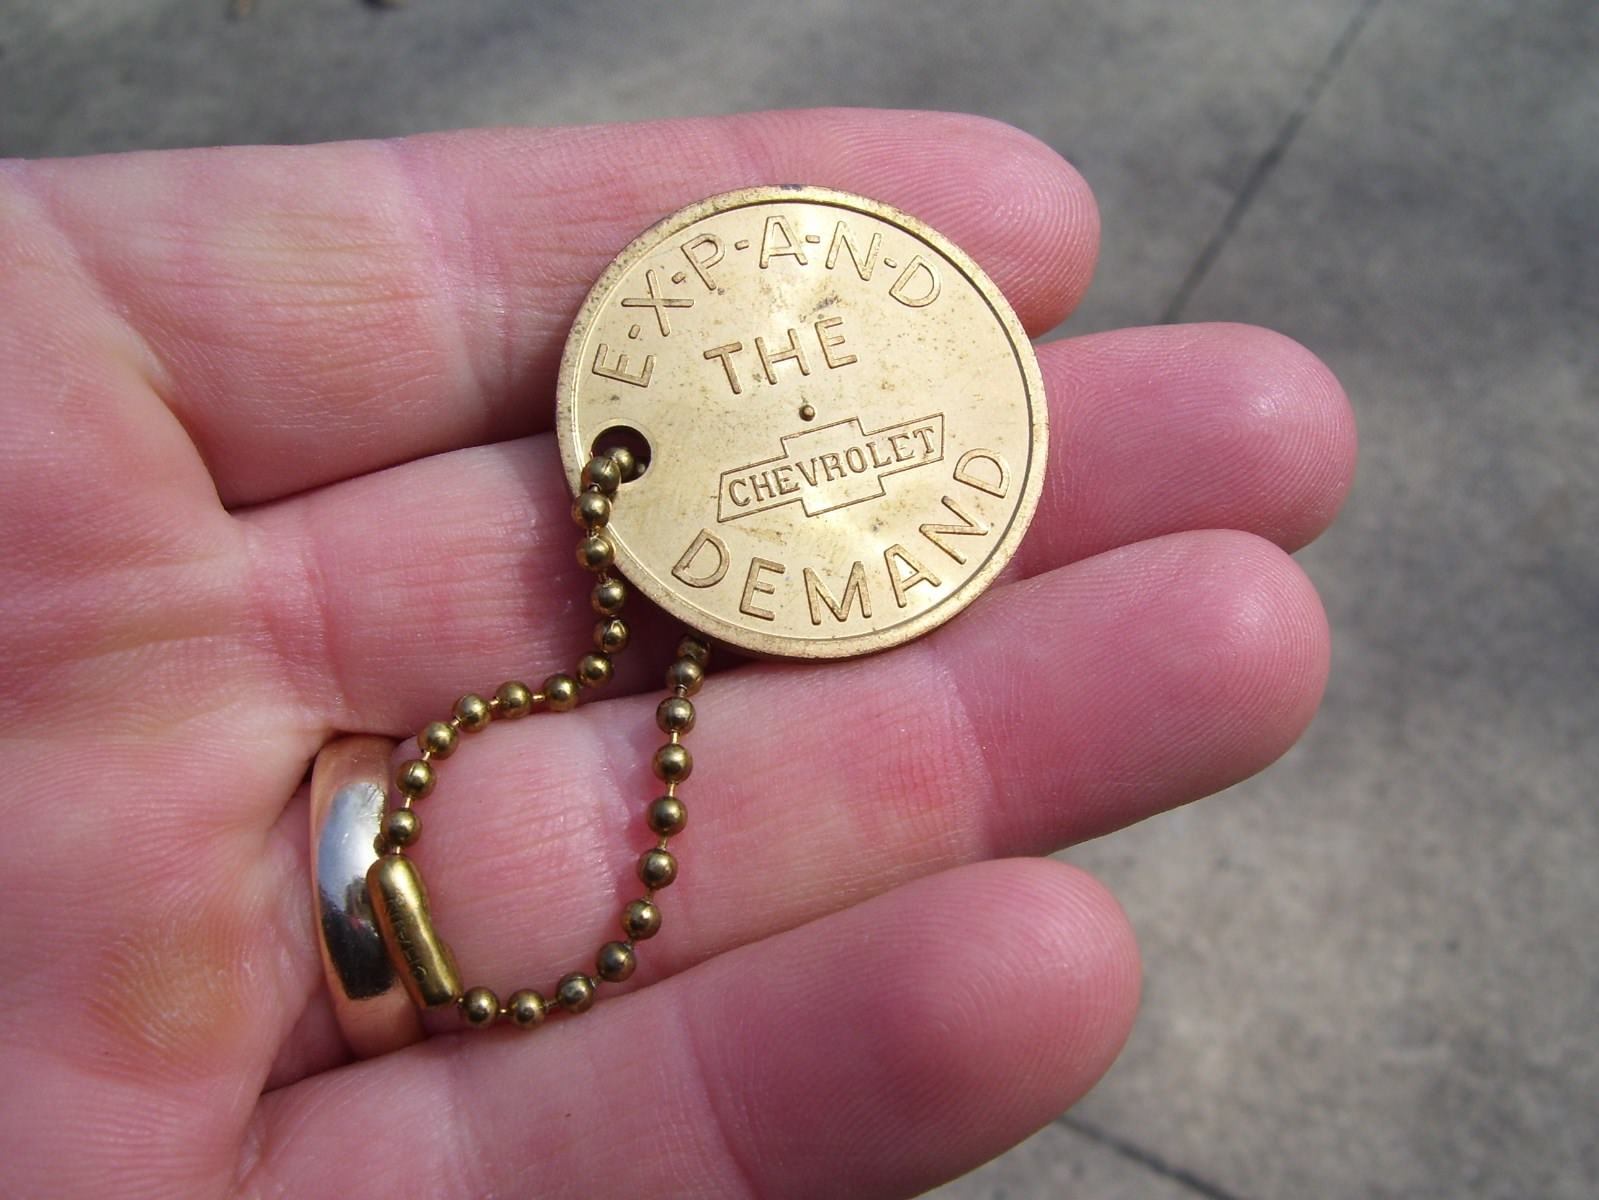 E-X-P-A-N-D
THE
CHEVROLET
DEMAND